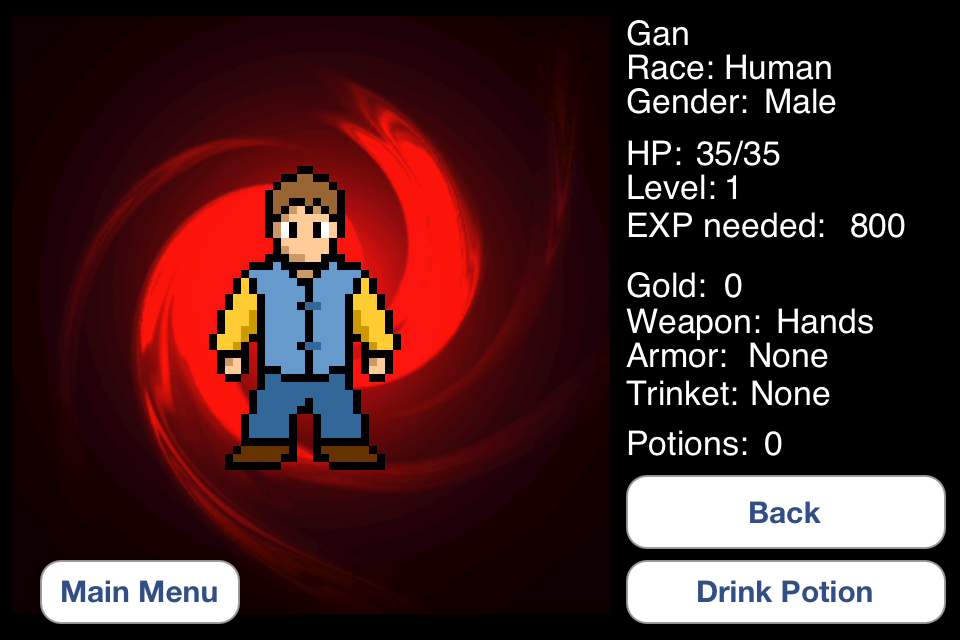 Gan
Race: Human
Gender: Male
HP: 35/35
Level: 1
EXP needed: 800
Gold: 0
Weapon: Hands
Armor: None
Trinket: None
Potions: 0
Back
Main Menu
Drink Potion